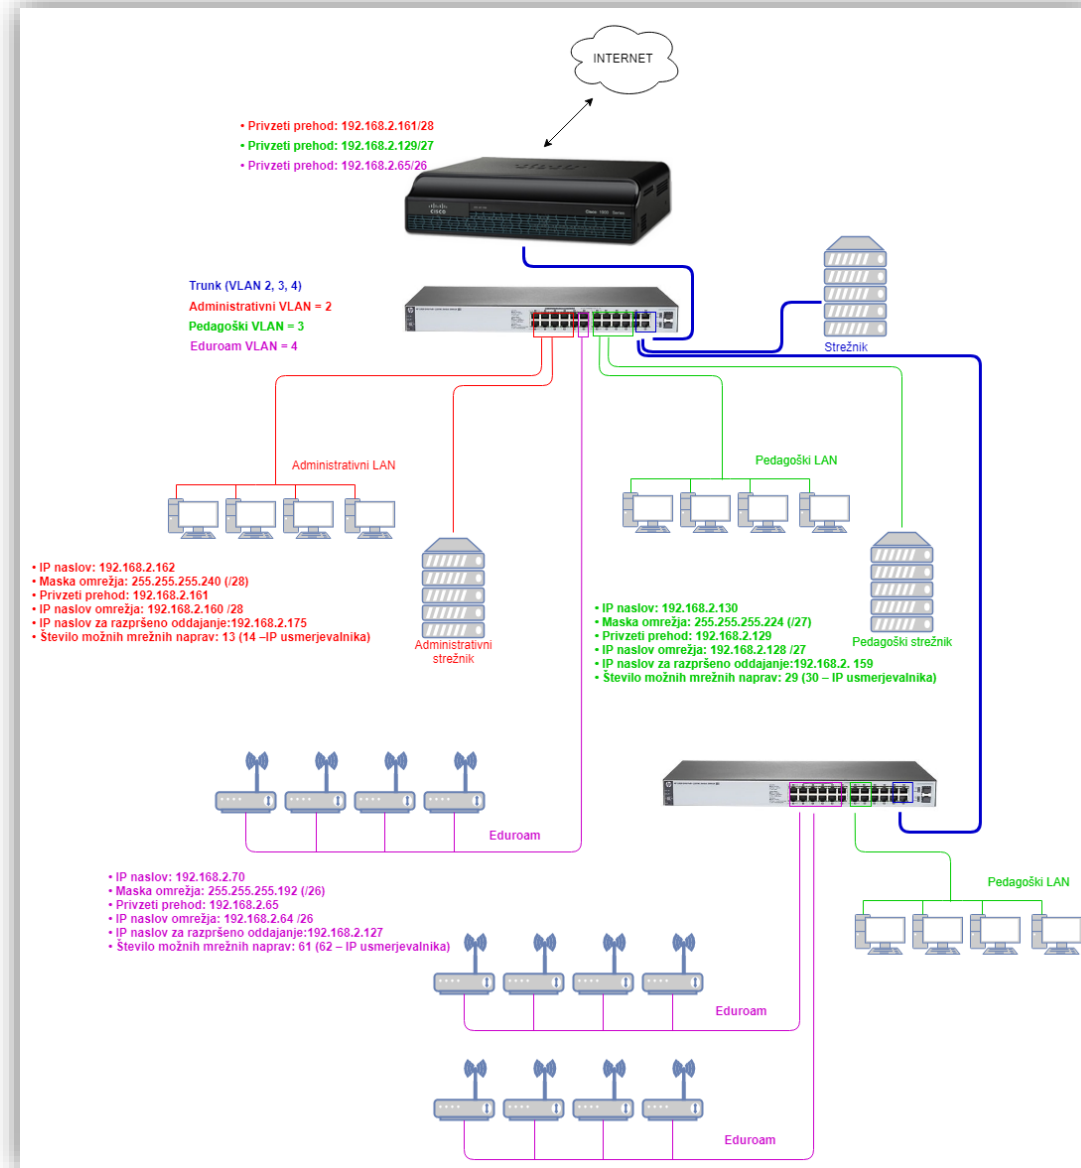 INTERNET
• Privzeti prehod: 192.168.2.161/28
• Privzeti prehod: 192.168.2.129/27
• Privzeti prehod: 192.168.2.65/26
CISCO
Trunk (VLAN 2, 3, 4)
Administrativni VLAN = 2
Pedagoški VLAN = 3
Eduroam VLAN = 4
Strežnik
Administrativni LAN
Pedagoški LAN
• IP naslov: 192.168.2.162
• Maska omrežja: 255.255.255.240 (/28)
• Privzeti prehod: 192.168.2.161
• IP naslov omrežja: 192.168.2.160 /28
• IP naslov za razpršeno oddajanje:192.168.2.175
• Število možnih mrežnih naprav: 13 (14 –IP usmerjevalnika)
Administrativni
strežnik
• IP naslov: 192.168.2.130
• Maska omrežja: 255.255.255.224 (/27)
• Privzeti prehod: 192.168.2.129
• IP naslov omrežja: 192.168.2.128 /27
• IP naslov za razpršeno oddajanje:192.168.2. 159
• Število možnih mrežnih naprav: 29 (30 – IP usmerjevalnika)
Pedagoški strežnik
Eduroam
• IP naslov: 192.168.2.70
• Maska omrežja: 255.255.255.192 (/26)
• Privzeti prehod: 192.168.2.65
• IP naslov omrežja: 192.168.2.64 /26
• IP naslov za razpršeno oddajanje:192.168.2.127
• Število možnih mrežnih naprav: 61 (62 – IP usmerjevalnika)
Pedagoški LAN
Eduroam
Eduroam